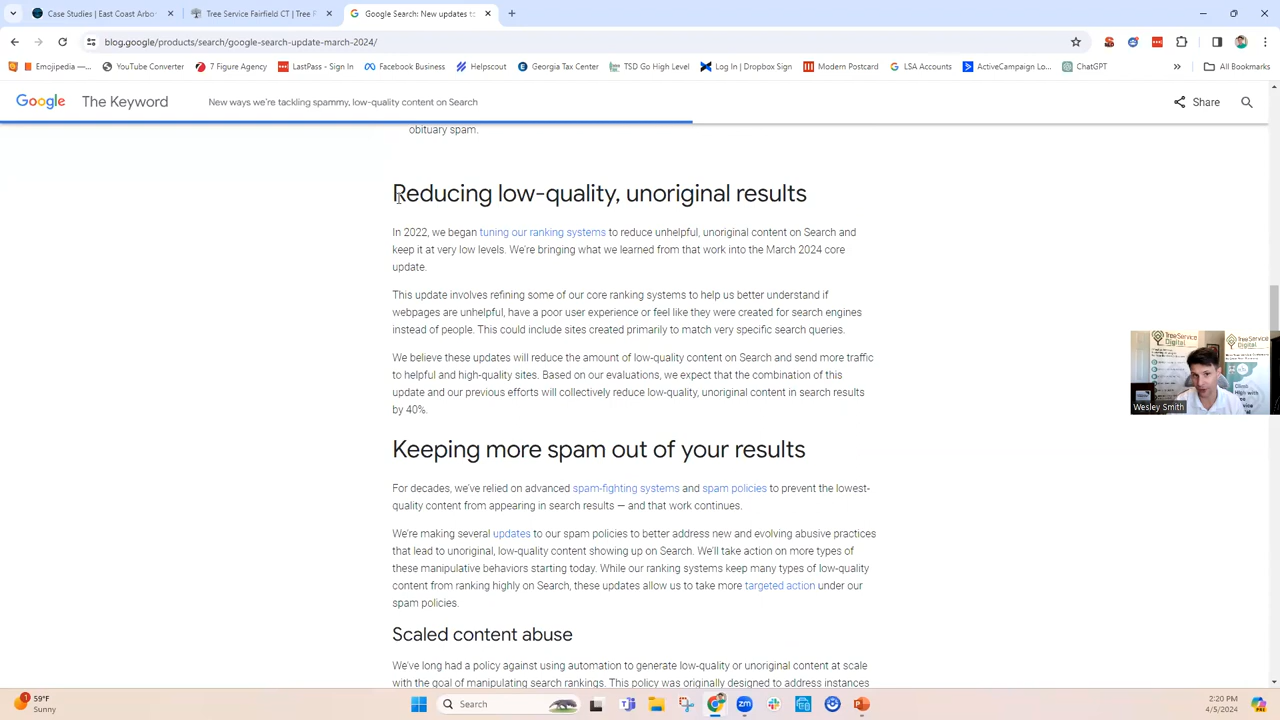 Case Studies | East Coast Arbo
Tree Service Fairfield CT | Tree F
Google Search: New updates to
blog.google/products/search/google-search-update-march-2024/
Emojipedia —...
YouTube Converter
7 Figure Agency
LastPass - Sign In
Facebook Business
Helpscout
Georgia Tax Center
TSD Go High Level
Log In | Dropbox Sign
Modern Postcard
LSA Accounts
ActiveCampaign Lo...
ChatGPT
»
All Bookmarks
Google The Keyword
New ways we're tackling spammy, low-quality content on Search
Share
obituary spam.
Reducing low-quality, unoriginal results
In 2022, we began tuning our ranking systems to reduce unhelpful, unoriginal content on Search and
keep it at very low levels. We're bringing what we learned from that work into the March 2024 core
update.
This update involves refining some of our core ranking systems to help us better understand if
webpages are unhelpful, have a poor user experience or feel like they were created for search engines
instead of people. This could include sites created primarily to match very specific search queries.
We believe these updates will reduce the amount of low-quality content on Search and send more traffic
to helpful and high-quality sites. Based on our evaluations, we expect that the combination of this
update and our previous efforts will collectively reduce low-quality, unoriginal content in search results
by 40%.
Tree Service
Digital
Tree Service
Digital
Climb
High with
Wesley Smith
Keeping more spam out of your results
For decades, we've relied on advanced spam-fighting systems and spam policies to prevent the lowest-
quality content from appearing in search results — and that work continues.
We're making several updates to our spam policies to better address new and evolving abusive practices
that lead to unoriginal, low-quality content showing up on Search. We'll take action on more types of
these manipulative behaviors starting today. While our ranking systems keep many types of low-quality
content from ranking highly on Search, these updates allow us to take more targeted action under our
spam policies.
Scaled content abuse
We've long had a policy against using automation to generate low-quality or unoriginal content at scale
with the goal of manipulating search rankings. This policy was originally designed to address instances
1
59°F
Sunny
Search
2:20 PM
4/5/2024